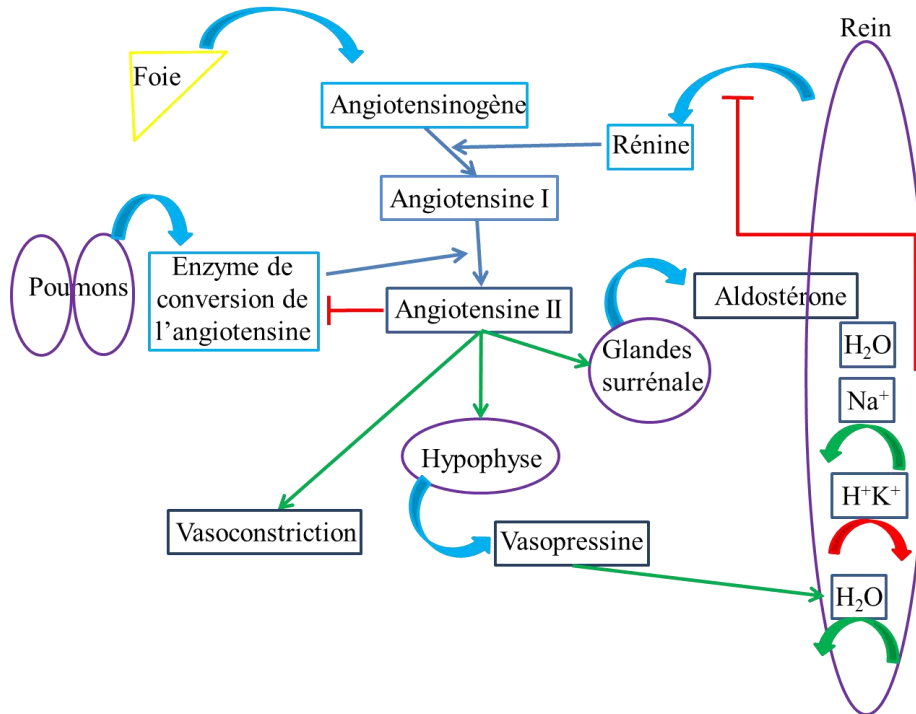 Rein
Foie
Angiotensinogène
Rénine
Angiotensine I
Poumons
Enzyme de
conversion de
l’angiotensine
Angiotensine II
Aldostérone
Glandes
surrénale
H₂O
Na⁺
Hypophyse
H⁺K⁺
Vasoconstriction
Vasopressine
H₂O